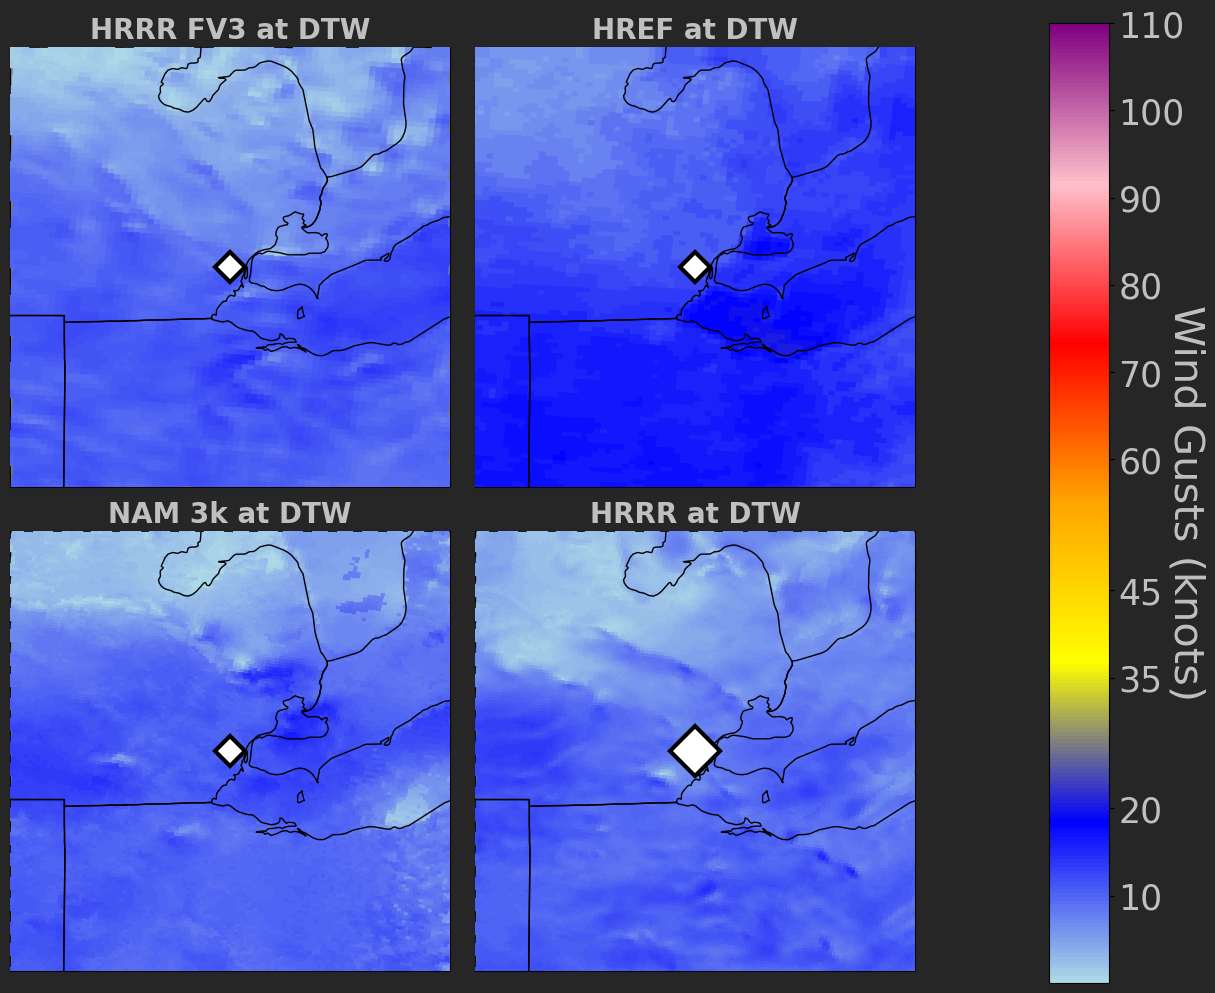 HRRR FV3 at DTW
HREF at DTW
NAM 3k at DTW
HRRR at DTW
110
100
90
80
70
60
45
35
20
10
Wind Gusts (knots)